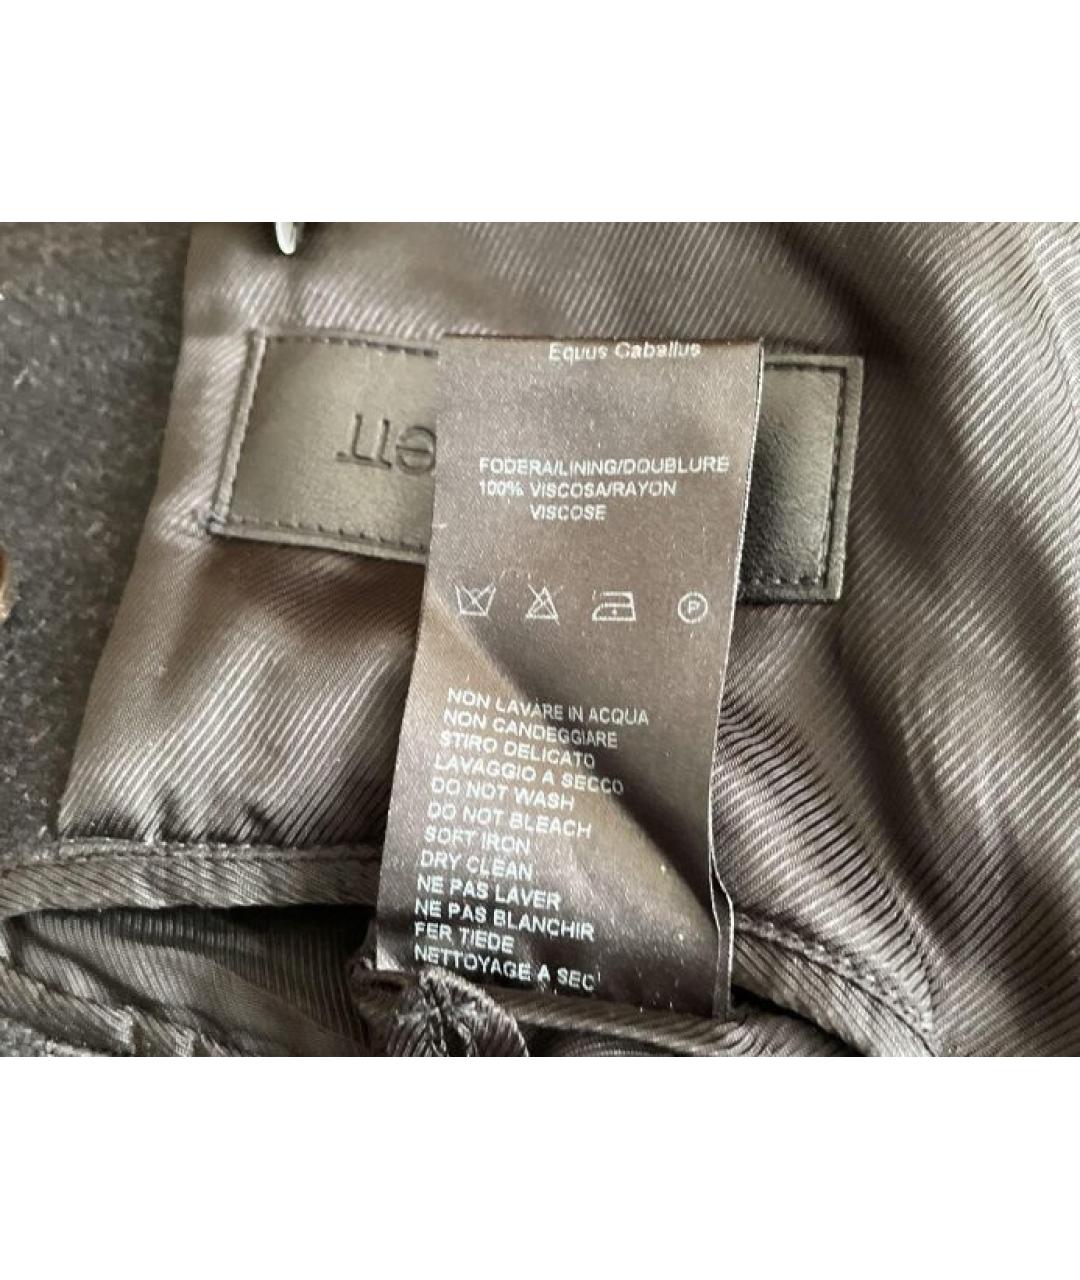 Equus Caballus
FODERA/LINING/DOUBLURE
100% VISCOSA/RAYON
VISCOSE
P
NON LAVARE IN ACQUA
NON CANDEGGIARE
STIRO DELICATO
LAVAGGIO A SECCO
DO NOT WASH
DO NOT BLEACH
SOFT IRON
DRY CLEAN
NE PAS LAVER
NE PAS BLANCHIR
FER TIEDE
NETTOYAGE A SEC